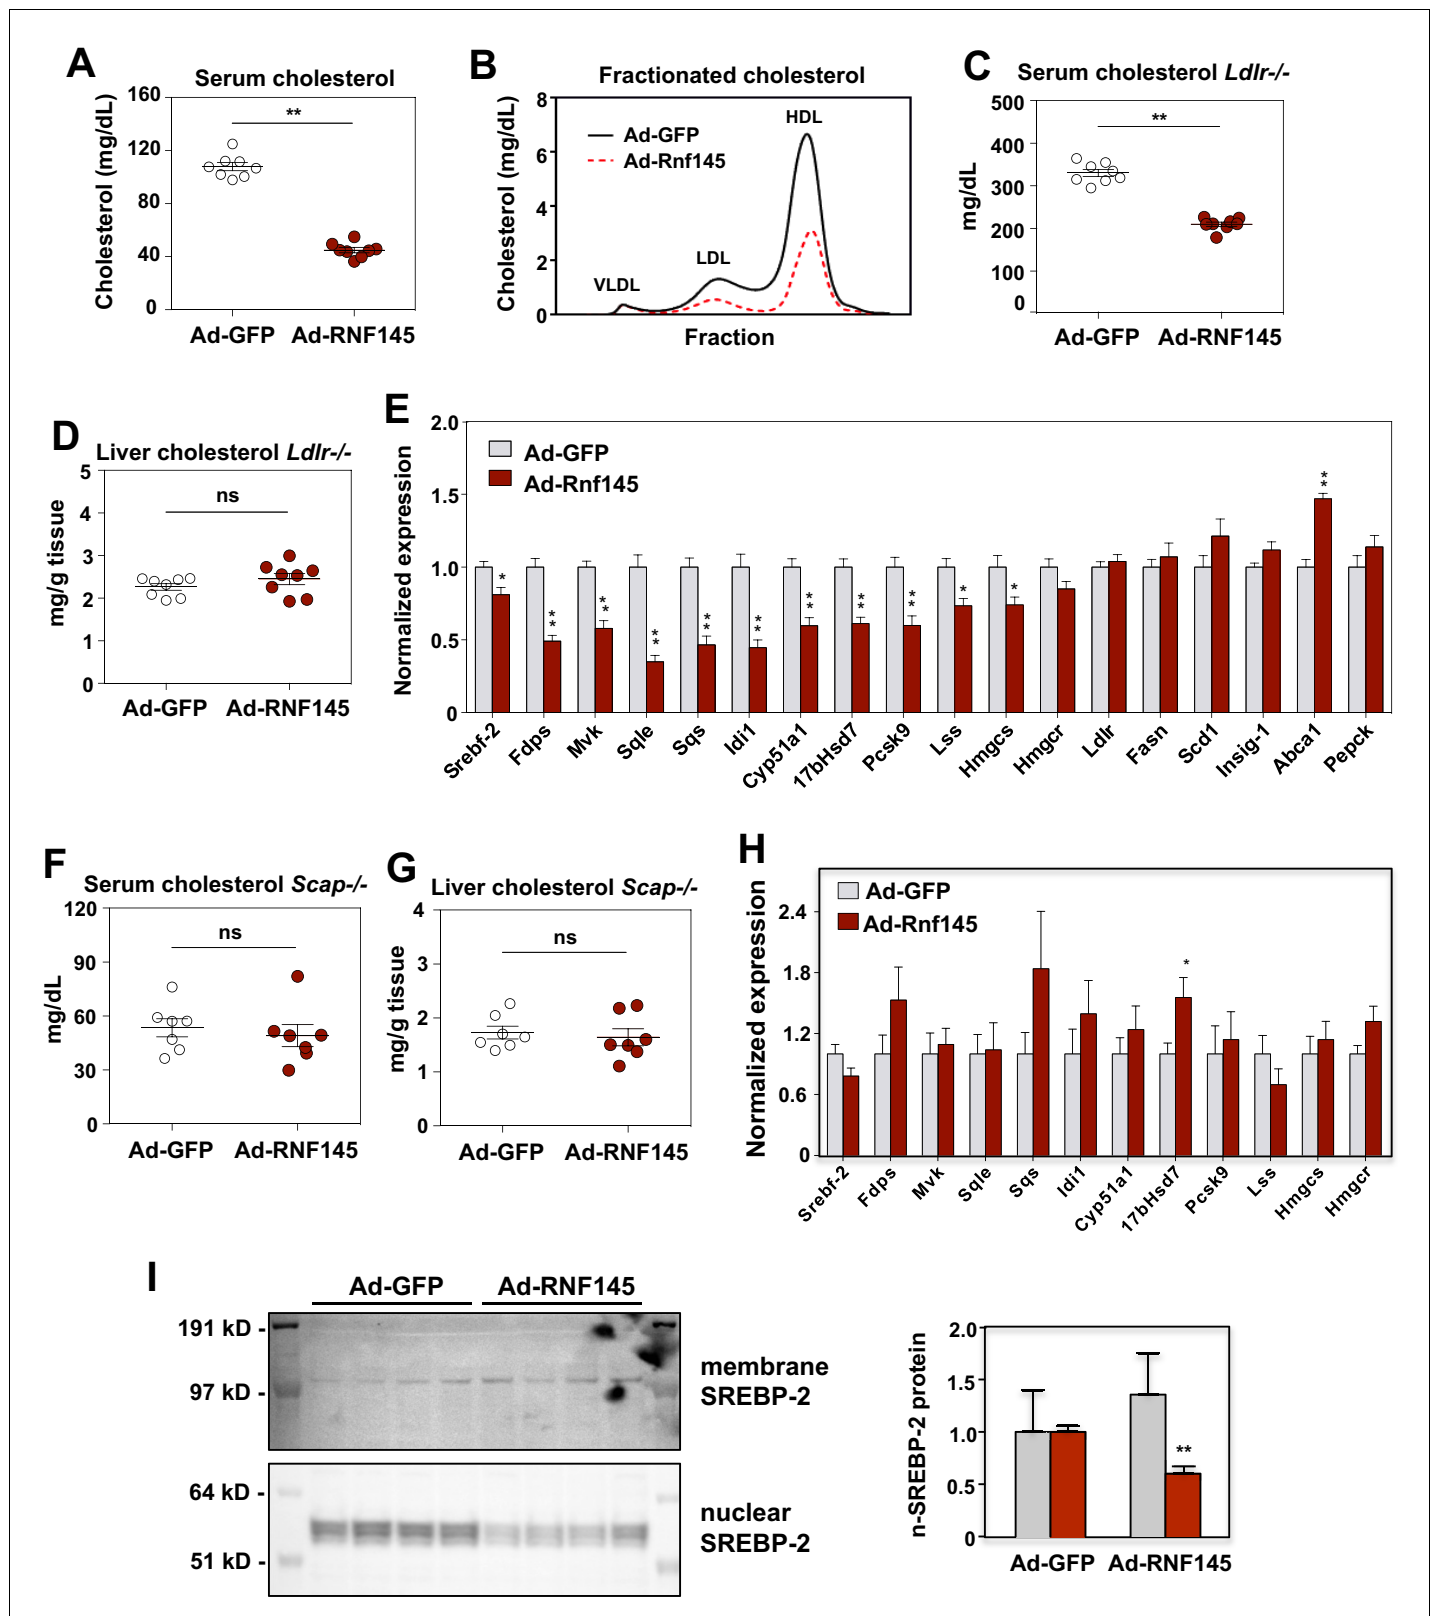 A
Serum cholesterol
Cholesterol (mg/dL)
160
120
80
40
0
**
Ad-GFP Ad-RNF145
B
Fractionated cholesterol
Cholesterol (mg/dL)
8
6
4
2
0
Ad-GFP
Ad-Rnf145
VLDL
LDL
HDL
Fraction
C
Serum cholesterol Ldlr-/-
mg/dL
500
400
300
200
100
0
**
Ad-GFP Ad-RNF145
D
Liver cholesterol Ldlr-/-
mg/g tissue
5
4
3
2
1
0
ns
Ad-GFP Ad-RNF145
E
Normalized expression
2.0
1.5
1.0
0.5
0
Ad-GFP
Ad-Rnf145
* ** ** ** ** ** ** ** ** * * **
Srebf-2 Fdps Mvk Sqle Sqs Idi1 Cyp51a1 17bHsd7 Pcsk9 Lss Hmgcs Hmgcr Ldlr Fasn Scd1 Insig-1 Abca1 Pepck
F
Serum cholesterol Scap-/-
mg/dL
120
90
60
30
0
ns
Ad-GFP Ad-RNF145
G
Liver cholesterol Scap-/-
mg/g tissue
4
3
2
1
0
ns
Ad-GFP Ad-RNF145
H
Normalized expression
2.4
1.8
1.2
0.6
0
Ad-GFP
Ad-Rnf145
*
Srebf-2 Fdps Mvk Sqle Sqs Idi1 Cyp51a1 17bHsd7 Pcsk9 Lss Hmgcs Hmgcr
I
Ad-GFP Ad-RNF145
191 kD -
97 kD -
membrane
SREBP-2
64 kD -
51 kD -
nuclear
SREBP-2
n-SREBP-2 protein
2.0
1.5
1.0
0.5
0
**
Ad-GFP Ad-RNF145